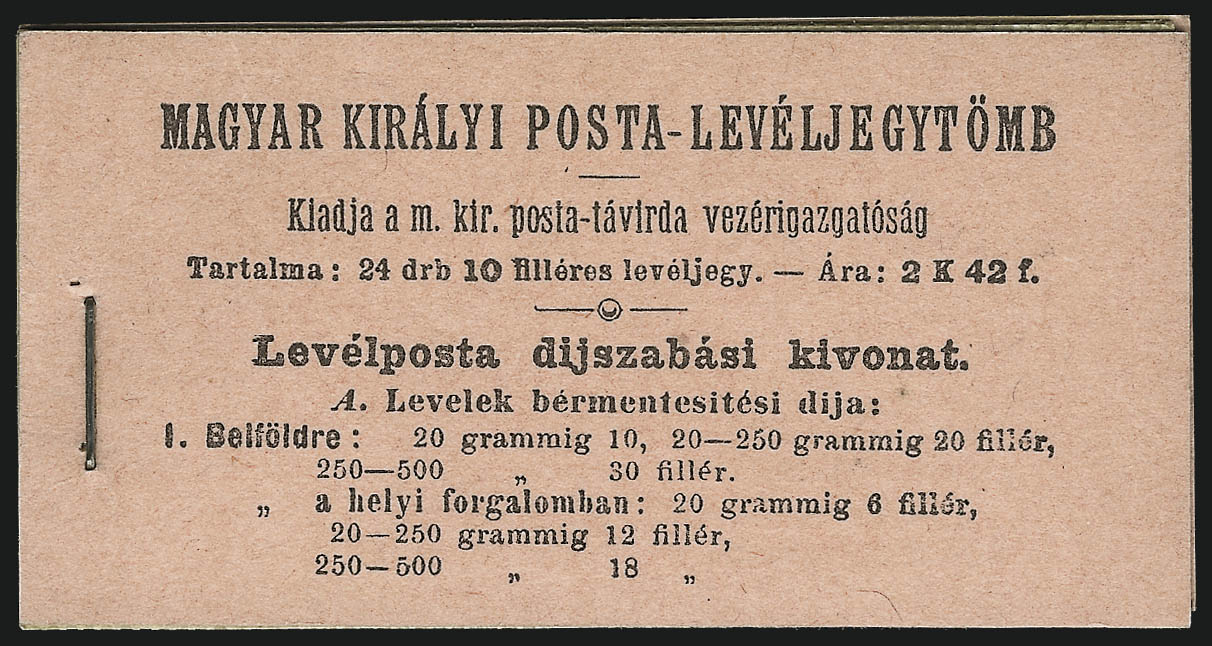 MAGYAR KIRÁLYI POSTA-LEVÉLJEGYTÖMB
Kiadja a m. kir. posta-távirda vezérigazgatóság
Tartalma: 24 drb 10 filléres levéljegy. — Ára: 2 K 42 f.
Levélposta dijszabási kivonat.
A. Levelek bérmentesitési dija:
I. Belföldre: 20 grammig 10, 20—250 grammig 20 fillér,
250—500 „ 30 fillér.
„ a helyi forgalomban: 20 grammig 6 fillér,
20—250 grammig 12 fillér,
250—500 „ 18 „